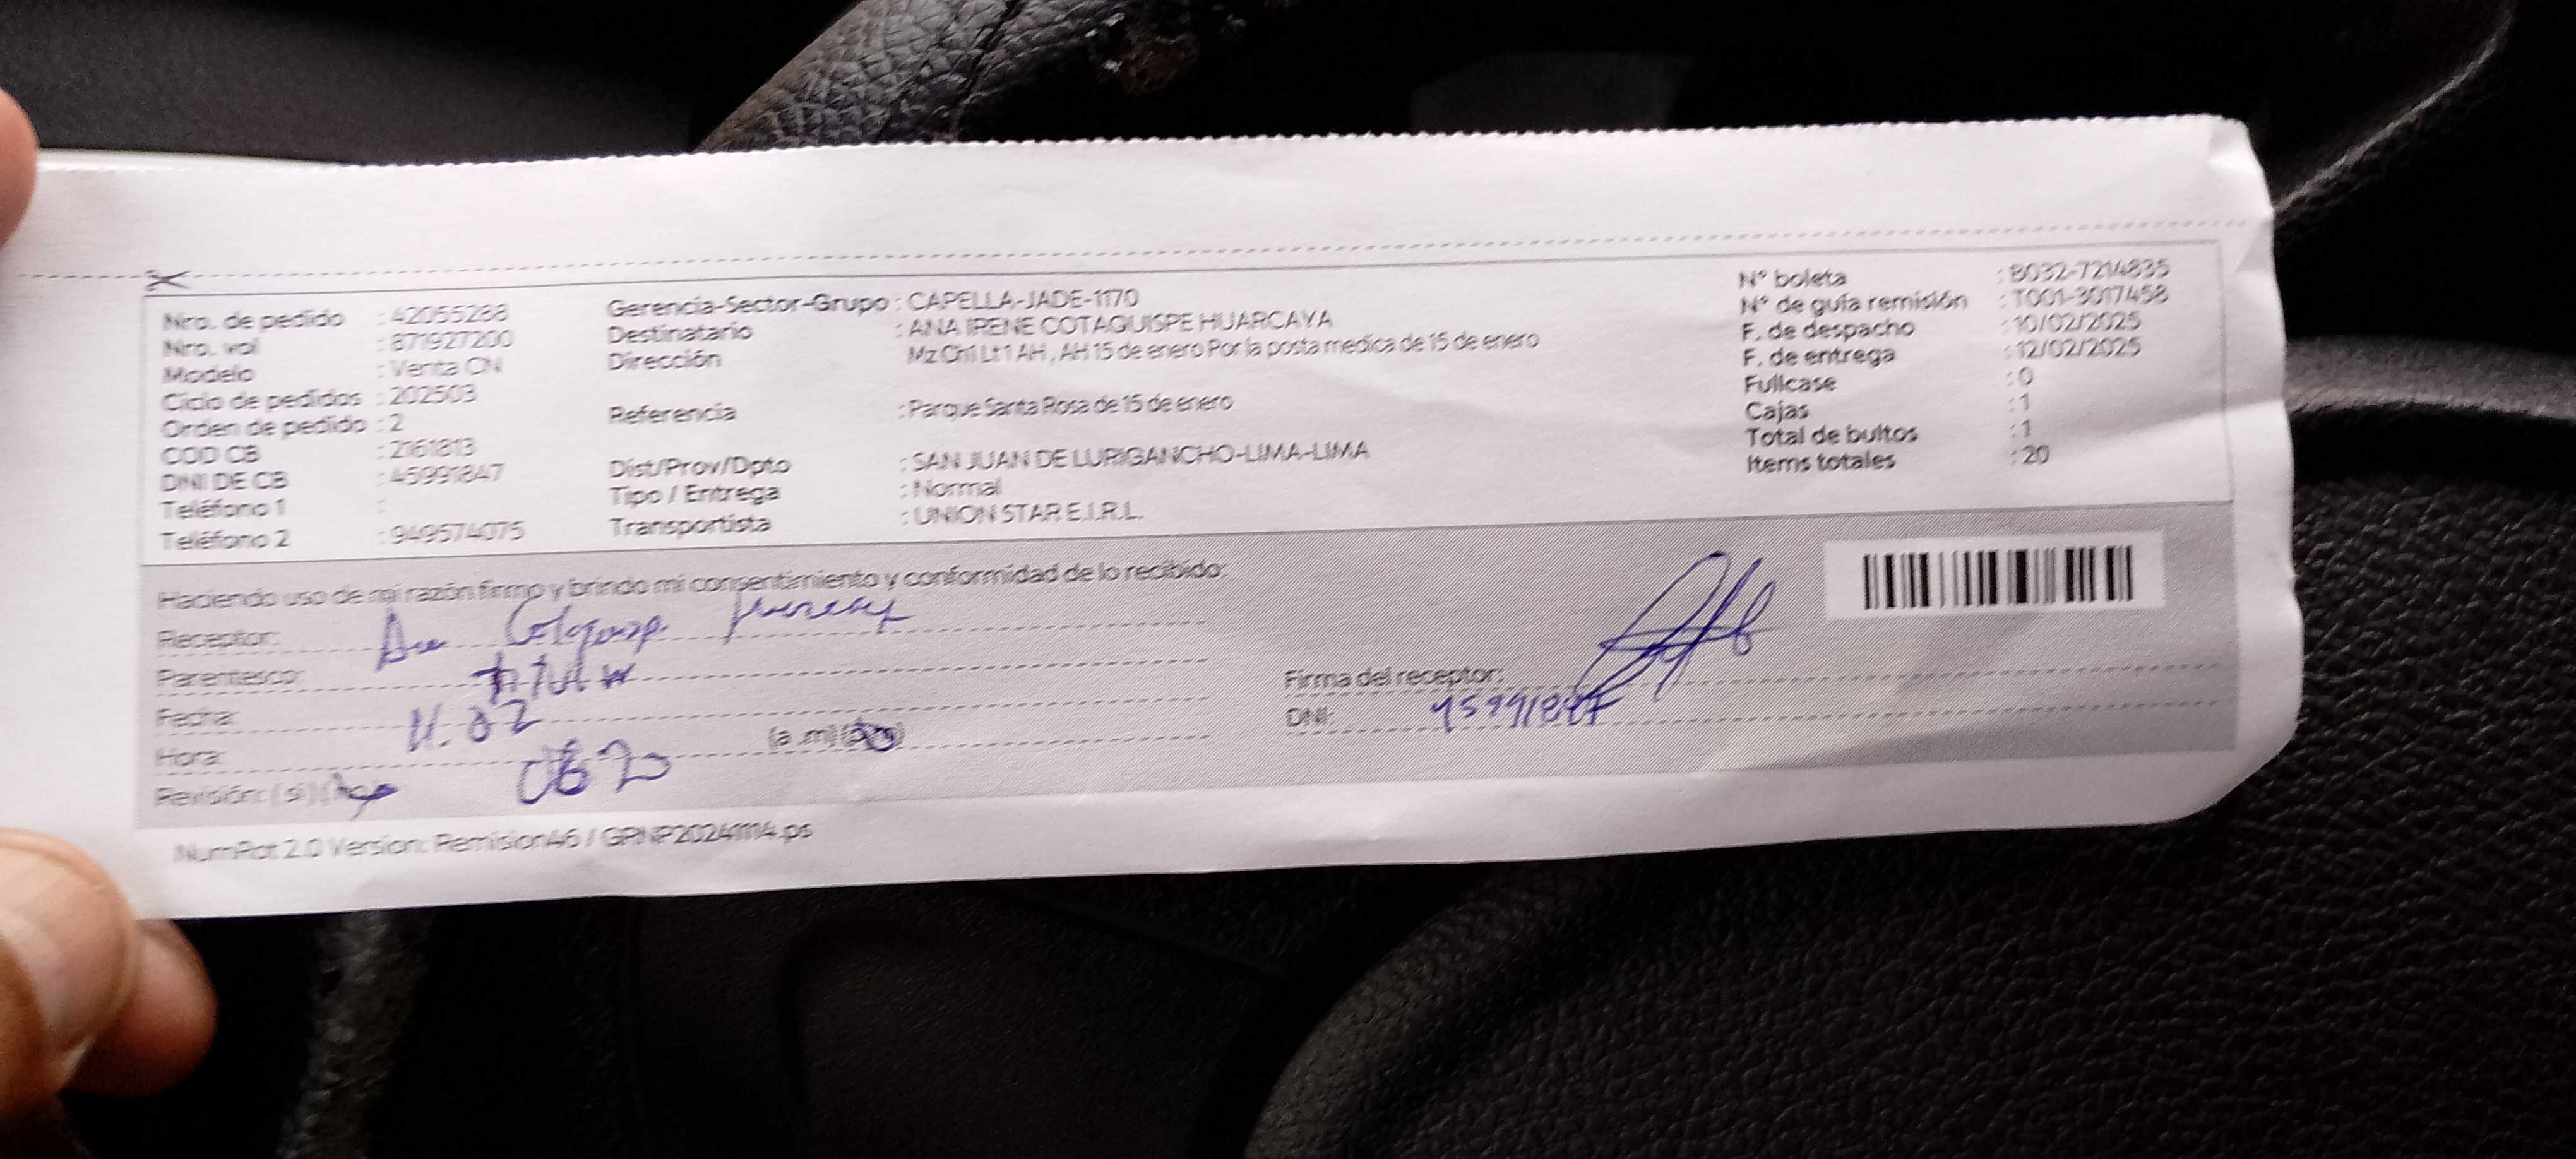 Nro. de pedido : 42055288
Nro. vol : 871927200
Modelo : Venta CN
Ciclo de pedidos : 202503
Orden de pedido : 2
COD CB : 2161813
DNI DE CB : 45991847
Teléfono 1 :
Teléfono 2 : 949574075
Gerencia-Sector-Grupo : CAPELLA-JADE-1170
Destinatario : ANA IRENE COTAQUISPE HUARCAYA
Dirección Mz Ch1 Lt 1 AH , AH 15 de enero Por la posta medica de 15 de enero
Referencia : Parque Santa Rosa de 15 de enero
Dist/Prov/Dpto : SAN JUAN DE LURIGANCHO-LIMA-LIMA
Tipo / Entrega : Normal
Transportista : UNION STAR E.I.R.L.
N° boleta : B032-7214835
N° de guía remisión : T001-3017458
F. de despacho : 10/02/2025
F. de entrega : 12/02/2025
Fullcase : 0
Cajas : 1
Total de bultos : 1
Items totales : 20
Haciendo uso de mi razón firmo y brindo mi consentimiento y conformidad de lo recibido:
Receptor: Ana
Parentesco:
Fecha: 11.02
Hora: (a .m) (
Revisión: ( si ) ( no
Firma del receptor:
DNI: 45991847
NumRot 2.0 Version: Remision46 / GRNP20241114.ps